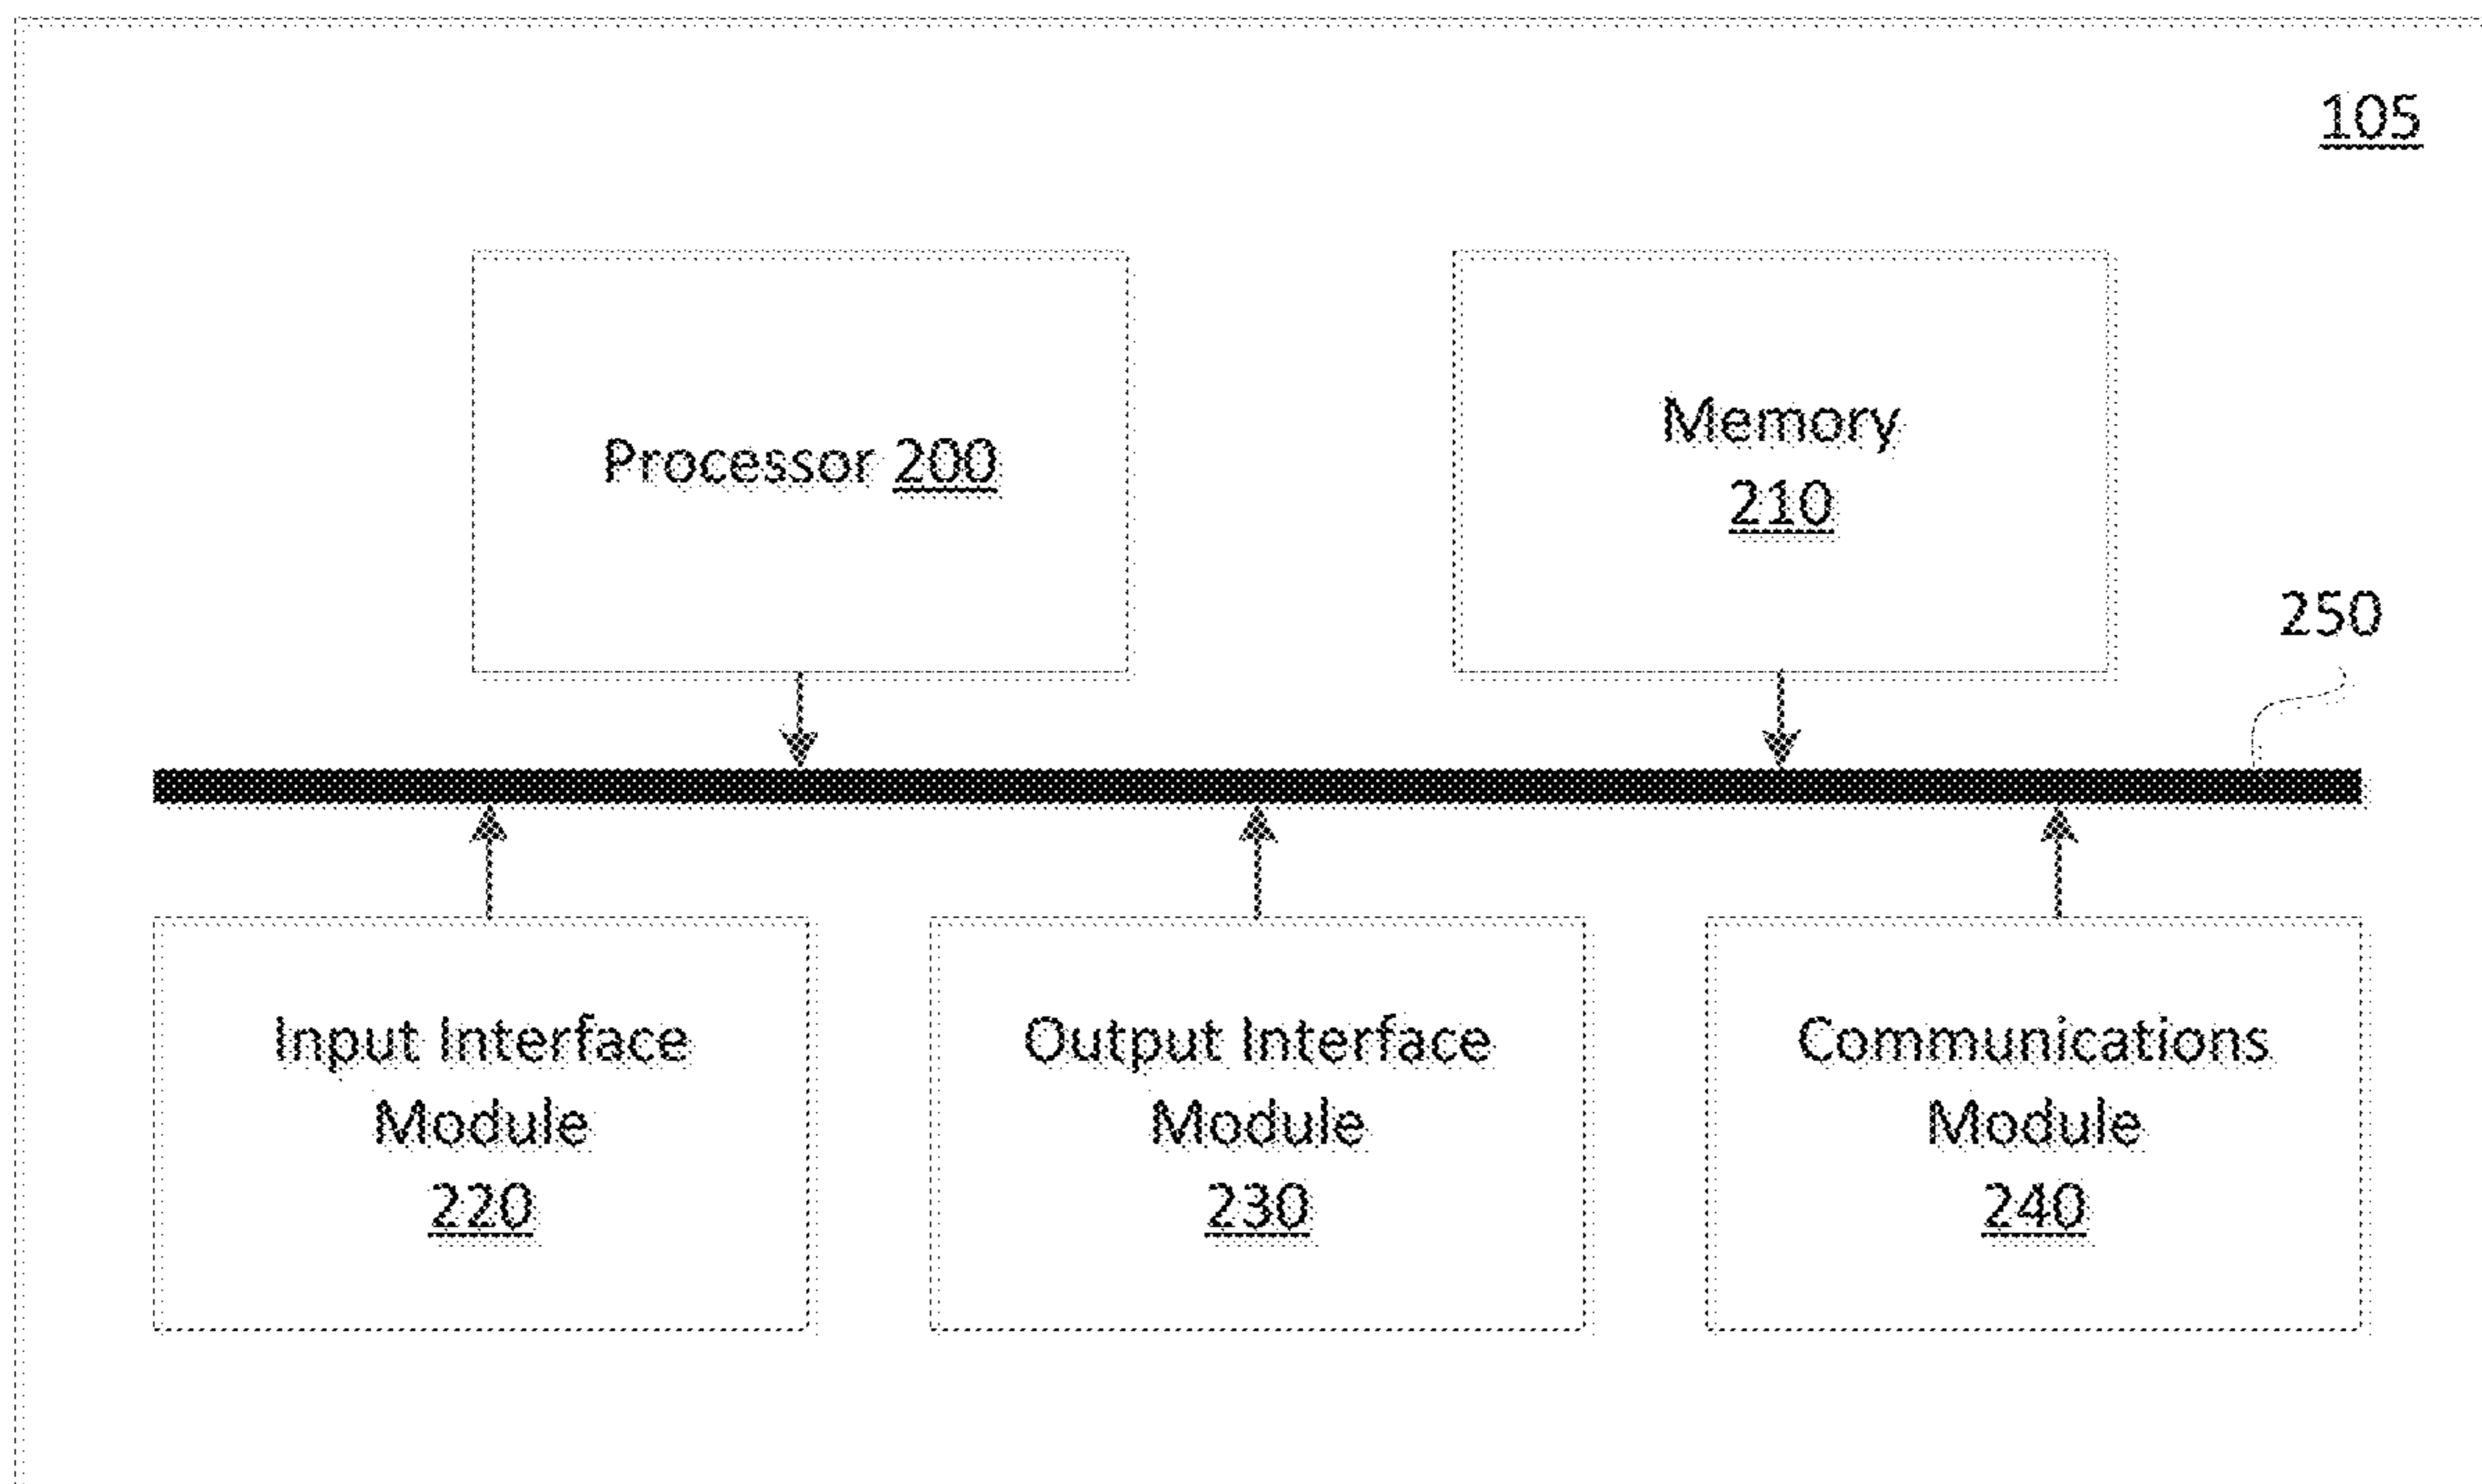 105
Processor 200
Memory
210
250
Input Interface
Module
220
Output Interface
Module
230
Communications
Module
240